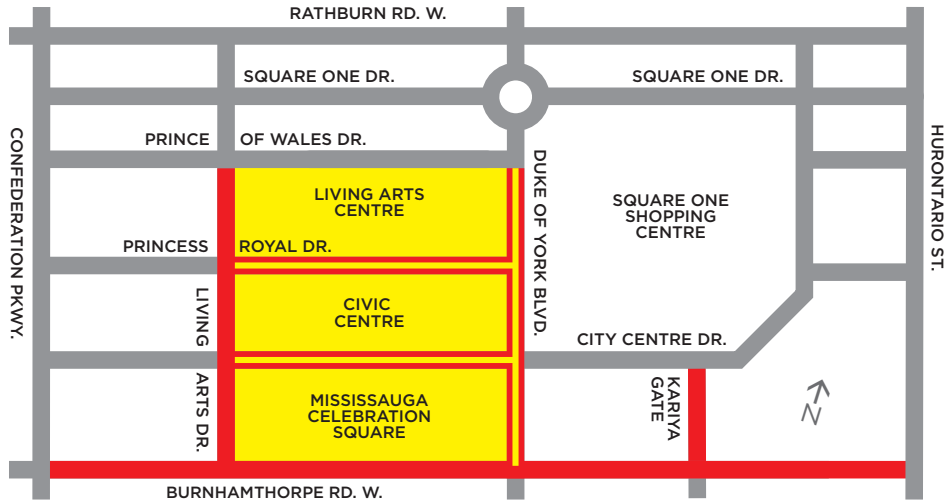 RATHBURN RD. W.
SQUARE ONE DR.
SQUARE ONE DR.
PRINCE OF WALES DR.
CONFEDERATION PKWY.
HURONTARIO ST.
DUKE OF YORK BLVD.
LIVING ARTS
CENTRE
SQUARE ONE
SHOPPING
CENTRE
PRINCESS ROYAL DR.
LIVING ARTS DR.
CIVIC
CENTRE
CITY CENTRE DR.
KARIYA
GATE
MISSISSAUGA
CELEBRATION
SQUARE
N
BURNHAMTHORPE RD. W.